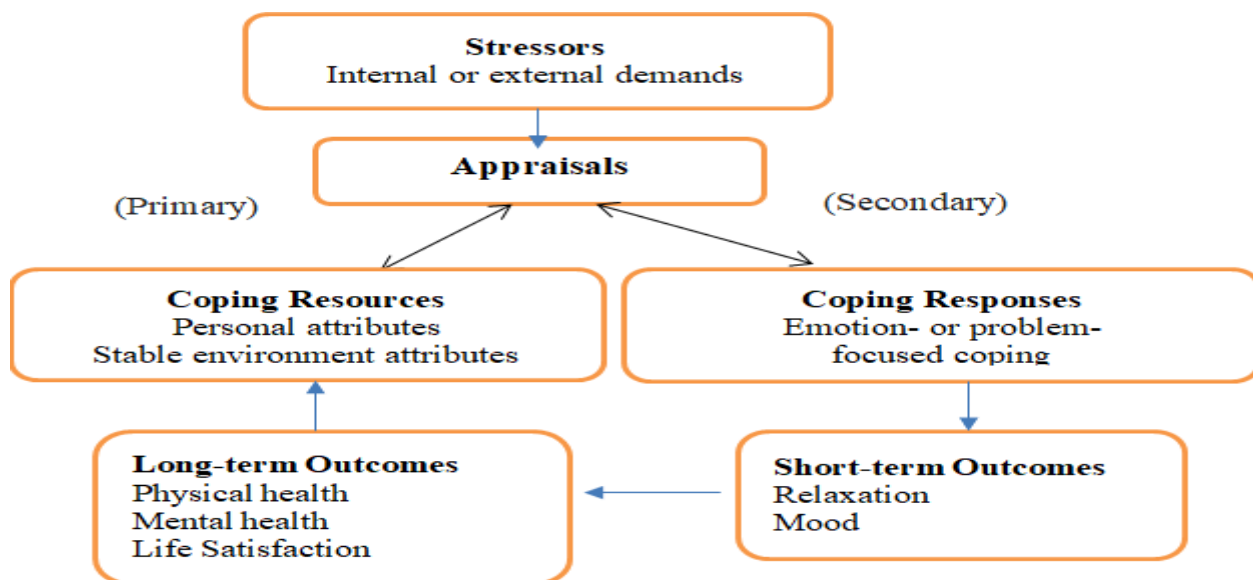 Stressors
Internal or external demands
Appraisals
(Primary)
(Secondary)
Coping Resources
Personal attributes
Stable environment attributes
Coping Responses
Emotion- or problem-
focused coping
Long-term Outcomes
Physical health
Mental health
Life Satisfaction
Short-term Outcomes
Relaxation
Mood